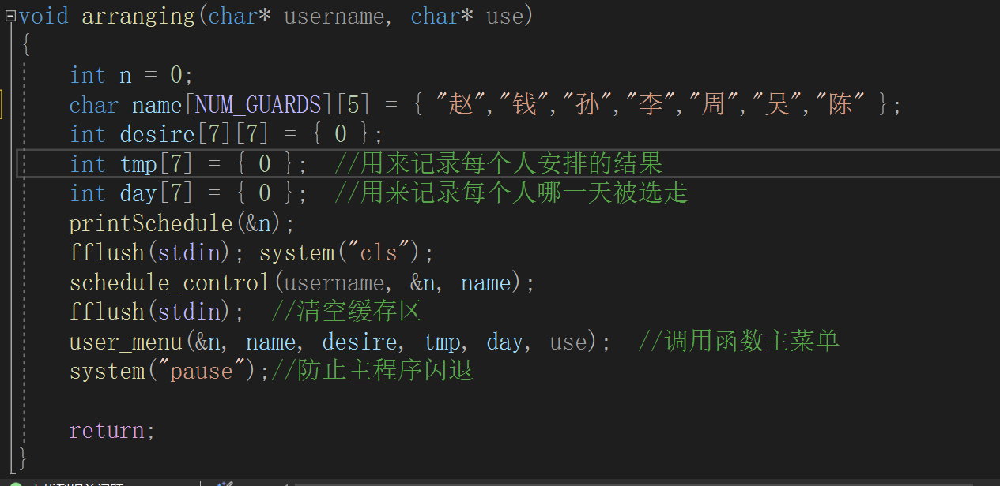 void arranging(char* username, char* use)
{
int n = 0;
char name[NUM_GUARDS][5] = { "赵","钱","孙","李","周","吴","陈" };
int desire[7][7] = { 0 };
int tmp[7] = { 0 };  //用来记录每个人安排的结果
int day[7] = { 0 };  //用来记录每个人哪一天被选走
printSchedule(&n);
fflush(stdin); system("cls");
schedule_control(username, &n, name);
fflush(stdin);  //清空缓存区
user_menu(&n, name, desire, tmp, day, use);  //调用函数主菜单
system("pause");//防止主程序闪退
return;
}